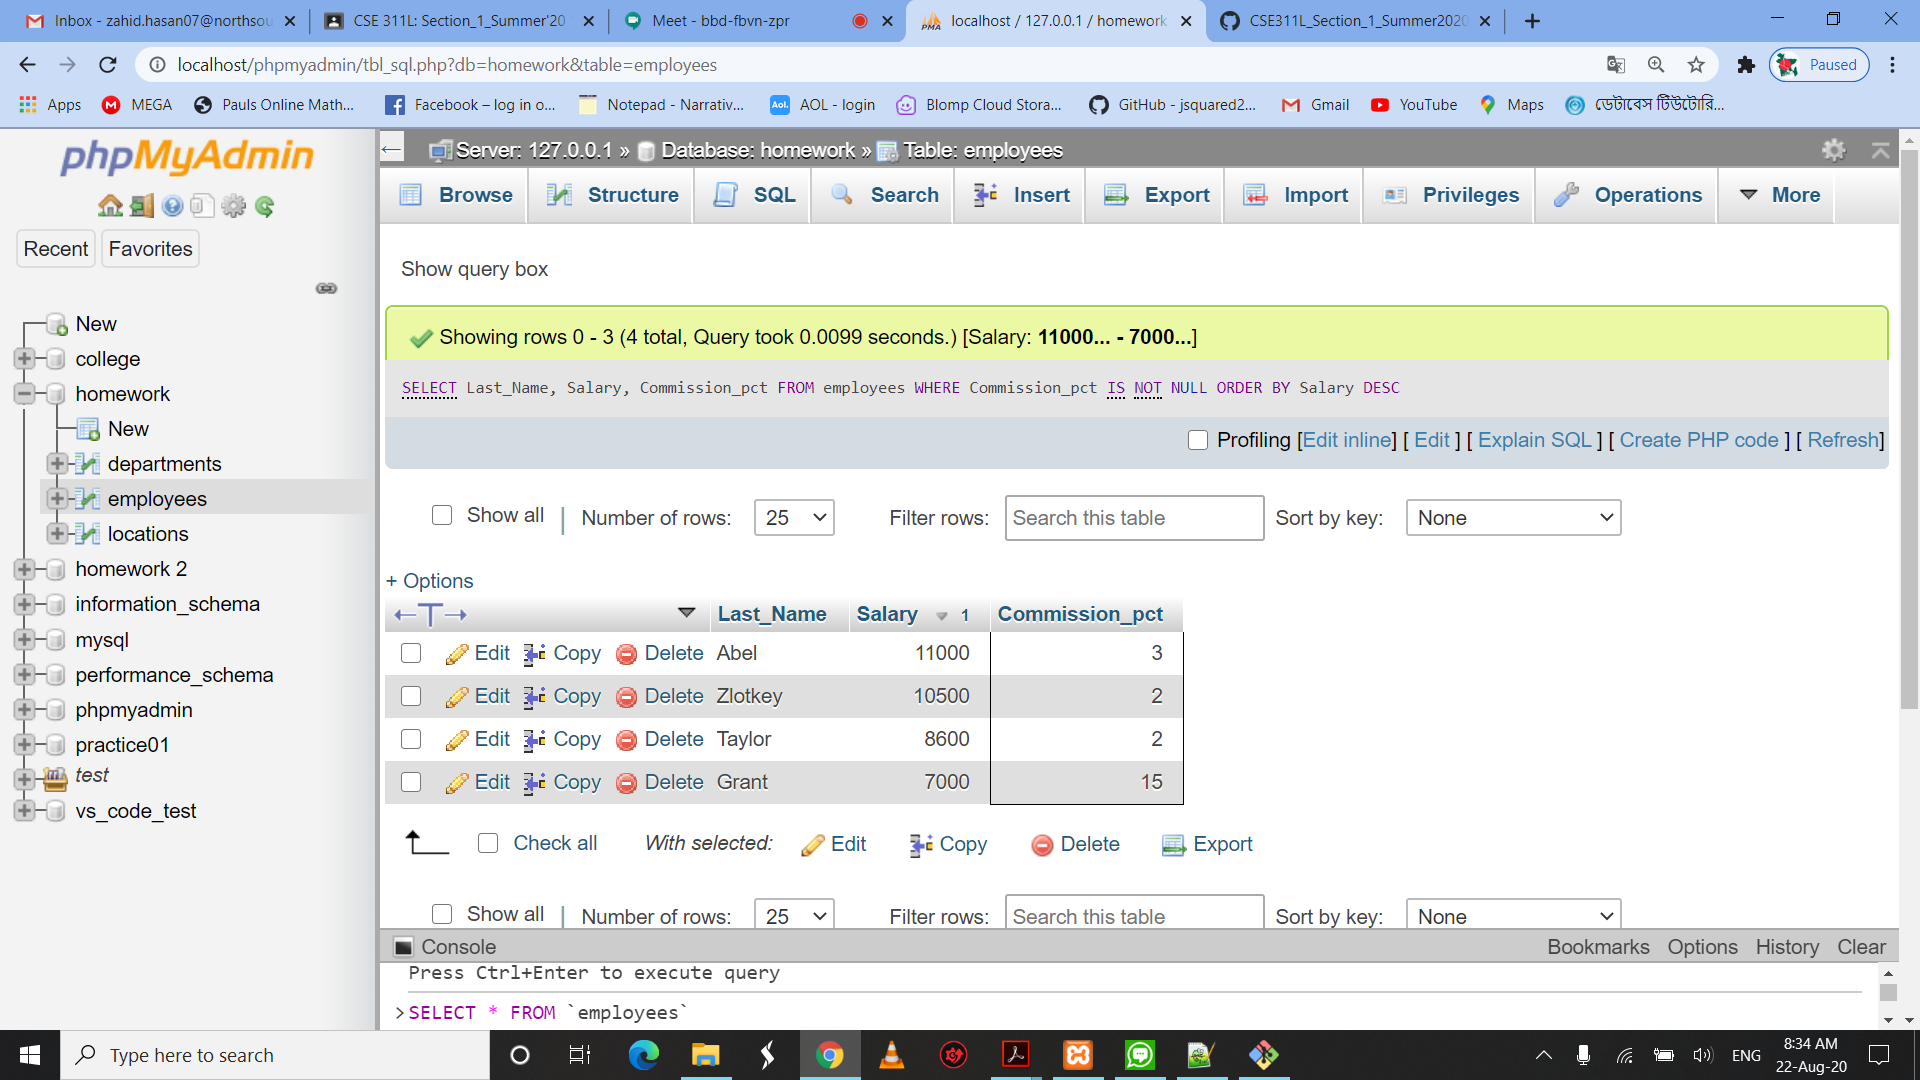 Inbox - zahid.hasan07@northsou
CSE 311L: Section_1_Summer'20
Meet - bbd-fbvn-zpr
localhost / 127.0.0.1 / homework
CSE311L_Section_1_Summer2020
localhost/phpmyadmin/tbl_sql.php?db=homework&table=employees
Paused
Apps
MEGA
Pauls Online Math...
Facebook – log in o...
Notepad - Narrativ...
AOL - login
Blomp Cloud Stora...
GitHub - jsquared2...
Gmail
YouTube
Maps
ডেটাবেস টিউটোরি...
phpMyAdmin
Recent
Favorites
New
college
homework
New
departments
employees
locations
homework 2
information_schema
mysql
performance_schema
phpmyadmin
practice01
test
vs_code_test
Server: 127.0.0.1 » Database: homework » Table: employees
Browse Structure SQL Search Insert Export Import Privileges Operations More
Show query box
Showing rows 0 - 3 (4 total, Query took 0.0099 seconds.) [Salary: 11000... - 7000...]
SELECT Last_Name, Salary, Commission_pct FROM employees WHERE Commission_pct IS NOT NULL ORDER BY Salary DESC
Profiling [Edit inline] [ Edit ] [ Explain SQL ] [ Create PHP code ] [ Refresh]
Show all | Number of rows: 25 Filter rows: Search this table Sort by key: None
+ Options
←T→ Last_Name Salary 1 Commission_pct
Edit Copy Delete Abel 11000 3
Edit Copy Delete Zlotkey 10500 2
Edit Copy Delete Taylor 8600 2
Edit Copy Delete Grant 7000 15
Check all With selected: Edit Copy Delete Export
Show all | Number of rows: 25 Filter rows: Search this table Sort by key: None
Console Bookmarks Options History Clear
Press Ctrl+Enter to execute query
>SELECT * FROM `employees`
Type here to search
ENG
8:34 AM
22-Aug-20